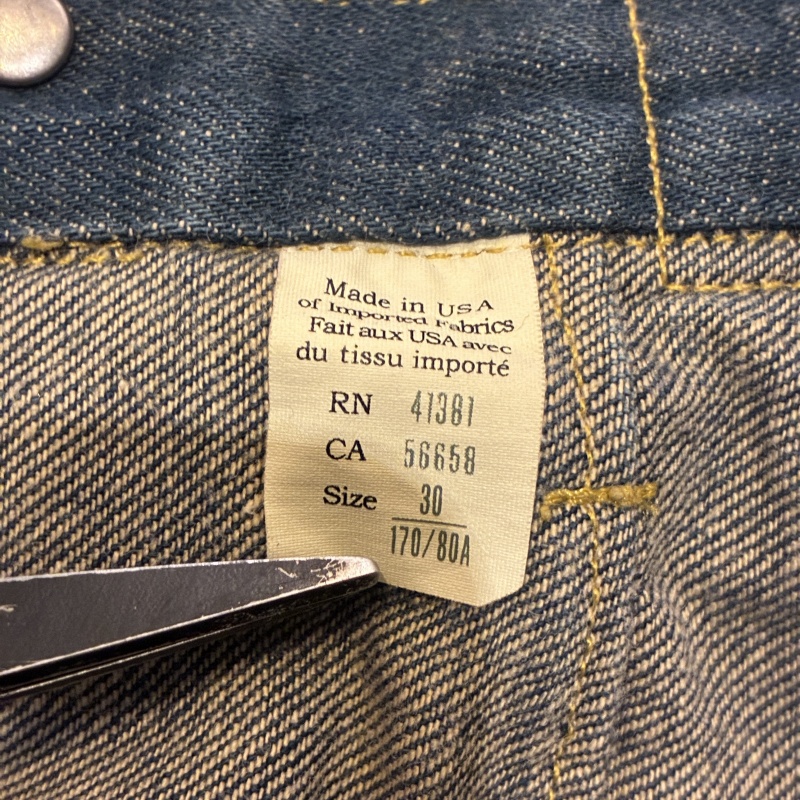 Made in USA
of Imported Fabrics
Fait aux USA avec
du tissu importé
RN 41381
CA 56658
Size 30
170/80A